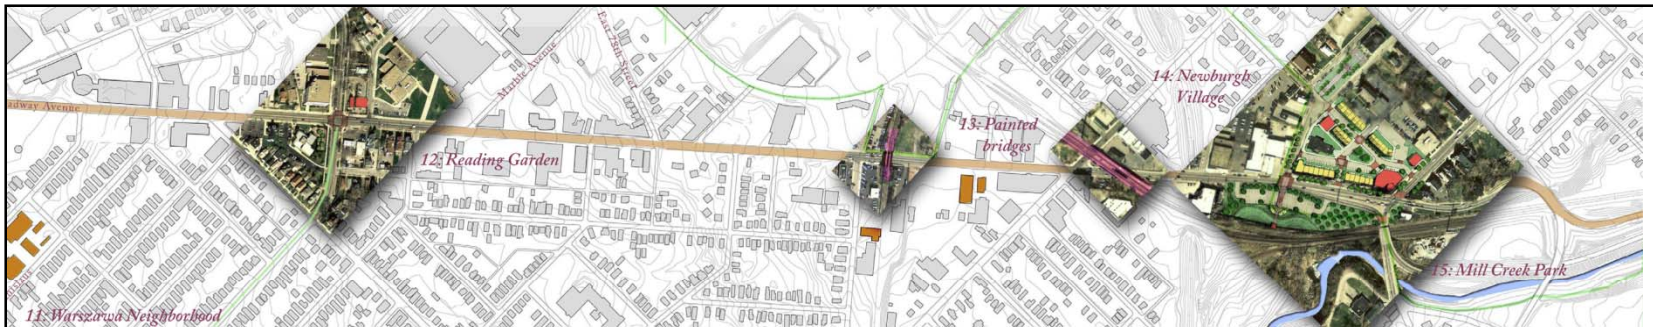 adway Avenue
Marble Avenue
East 78th Street
12: Reading Garden
13: Painted
bridges
14: Newburgh
Village
15: Mill Creek Park
11: Warszawa Neighborhood